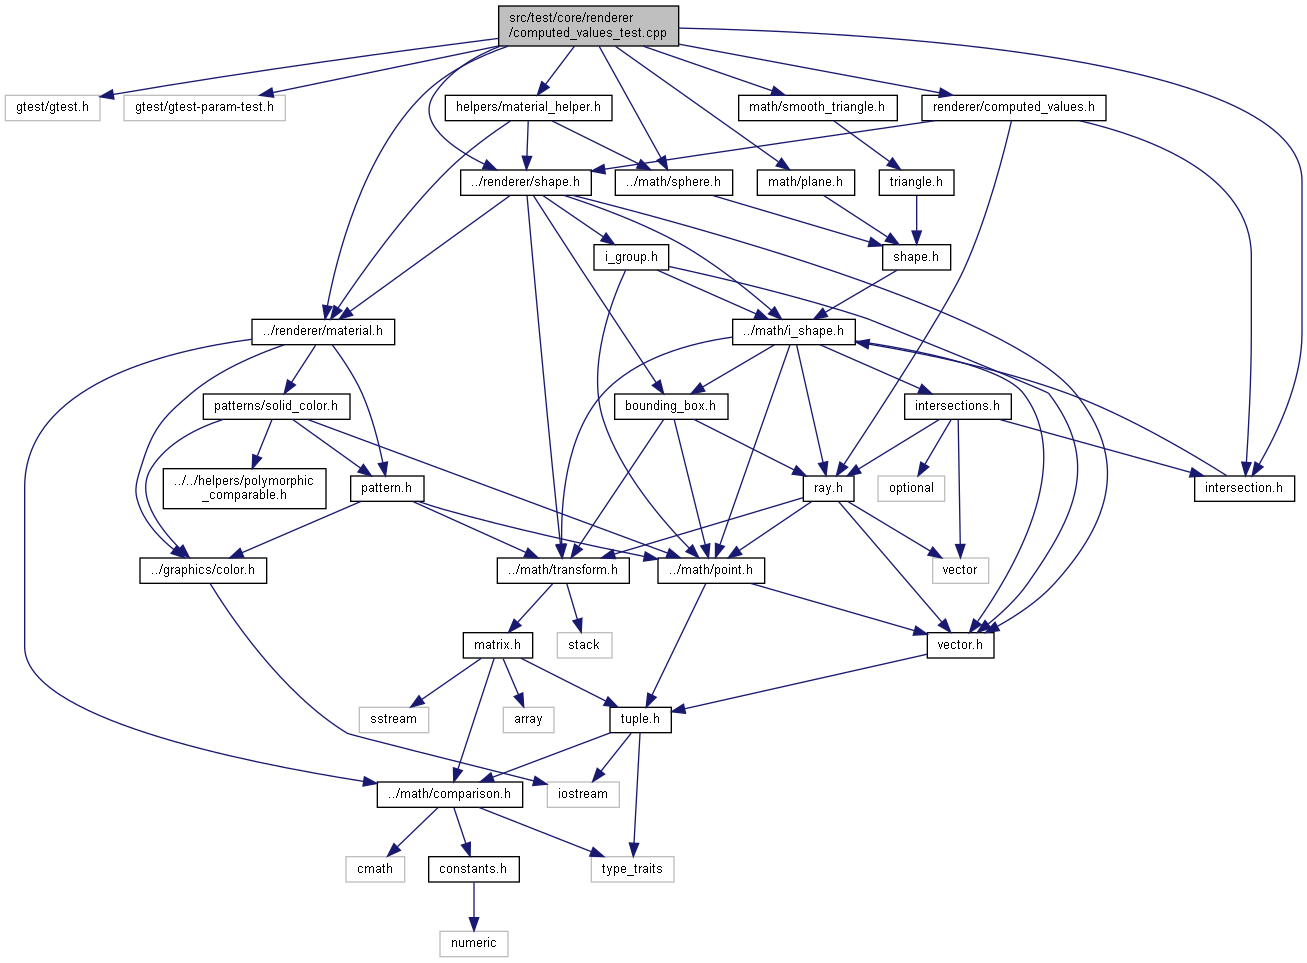 src/test/core/renderer
/computed_values_test.cpp
gtest/gtest.h
gtest/gtest-param-test.h
helpers/material_helper.h
math/smooth_triangle.h
renderer/computed_values.h
../renderer/shape.h
../math/sphere.h
math/plane.h
triangle.h
i_group.h
shape.h
../renderer/material.h
../math/i_shape.h
patterns/solid_color.h
bounding_box.h
intersections.h
../../helpers/polymorphic
_comparable.h
pattern.h
ray.h
optional
intersection.h
../graphics/color.h
../math/transform.h
../math/point.h
vector
matrix.h
stack
vector.h
sstream
array
tuple.h
../math/comparison.h
iostream
cmath
constants.h
type_traits
numeric